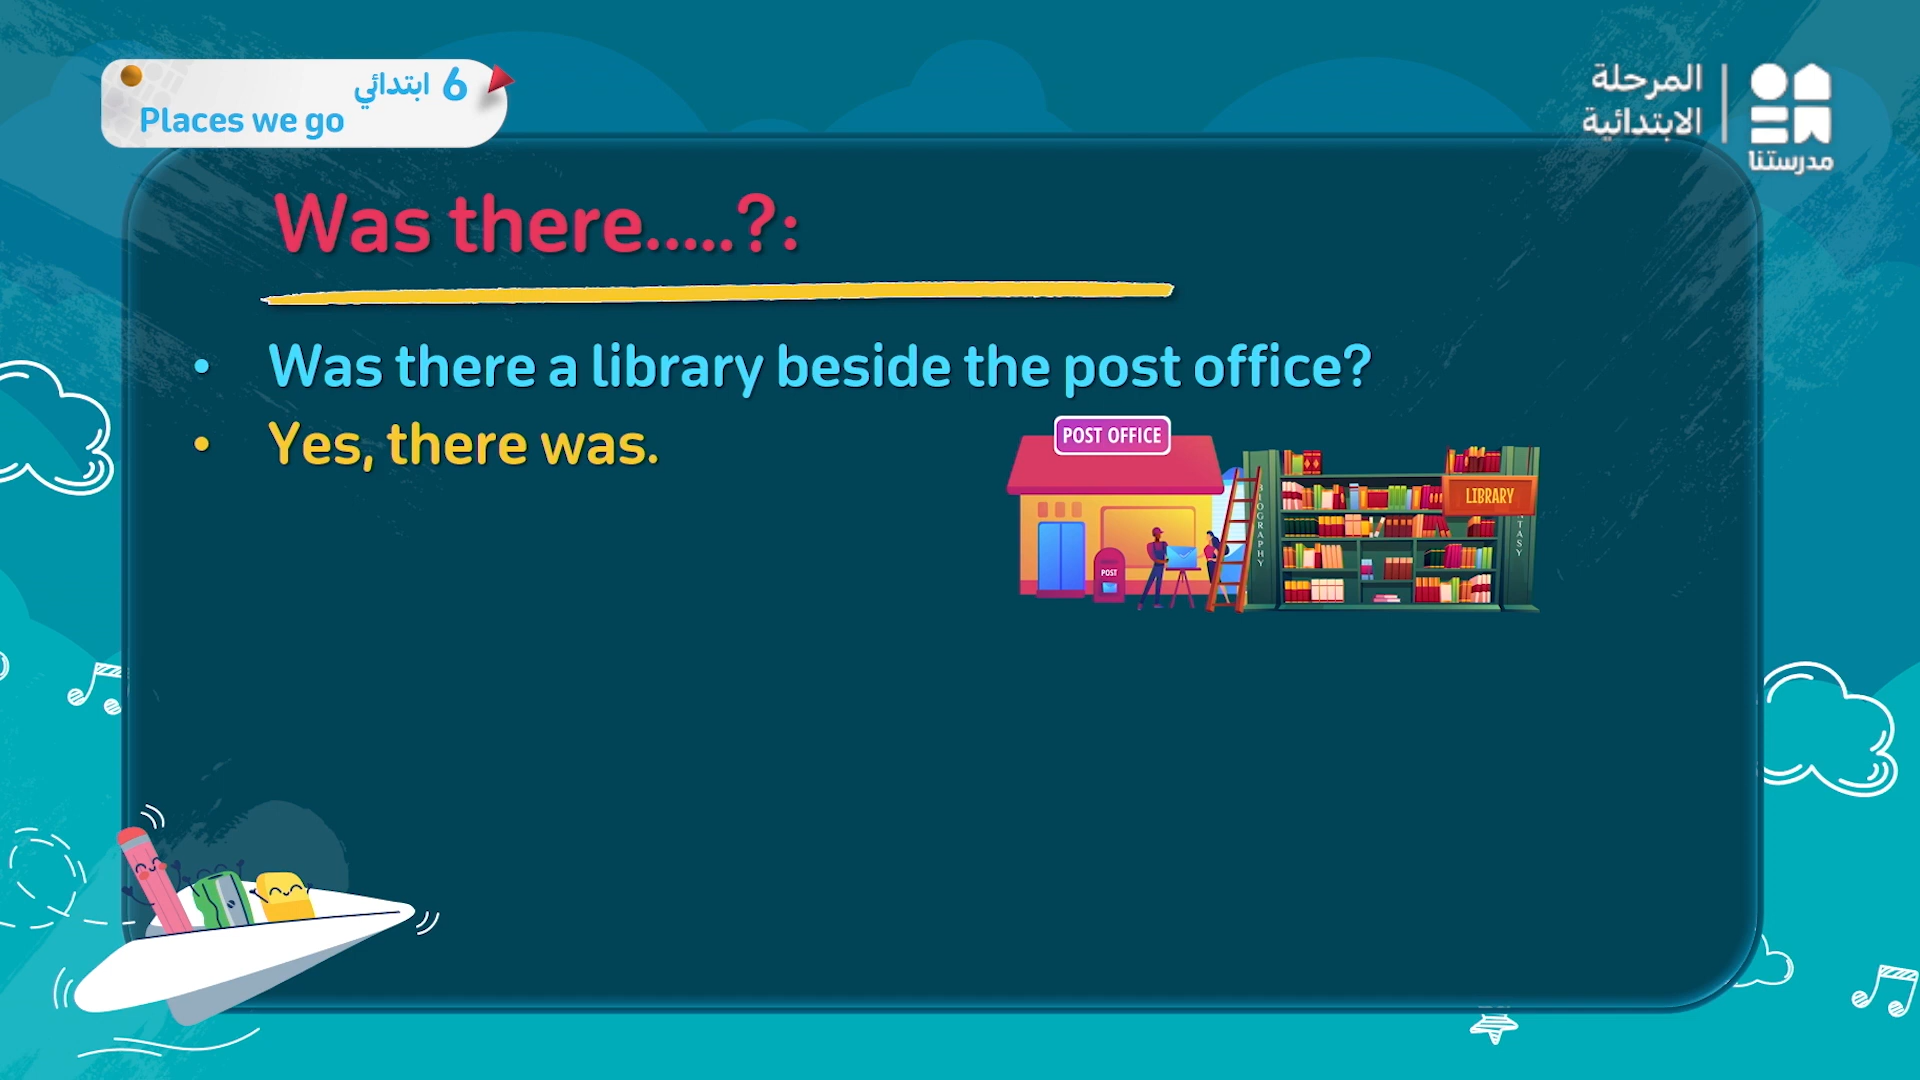 6 ابتدائي
Places we go
المرحلة
الابتدائية
مدرستنا
Was there.....?:
• Was there a library beside the post office?
• Yes, there was.
POST OFFICE
POST
BIOGRAPHY
LIBRARY
TASY